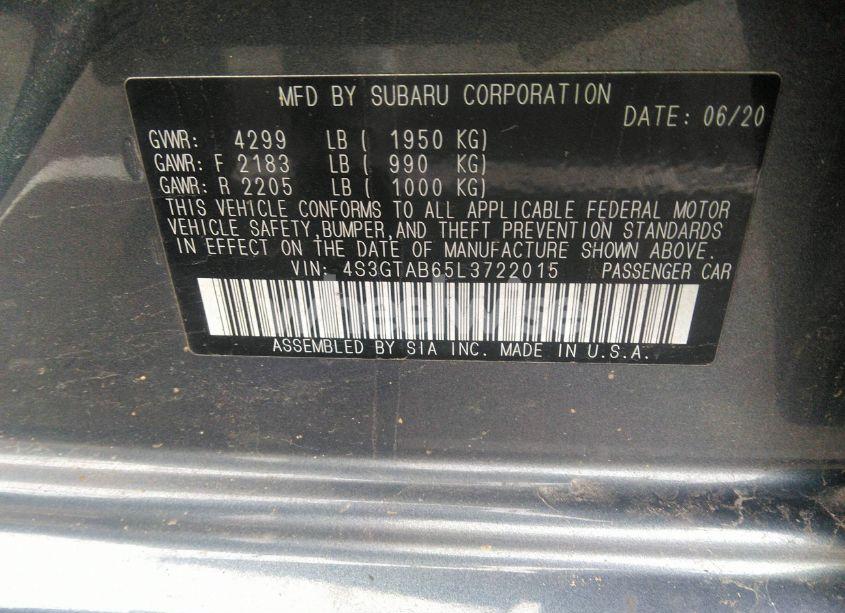 MFD BY SUBARU CORPORATION
DATE: 06/20
GVWR: 4299 LB ( 1950 KG)
GAWR: F 2183 LB ( 990 KG)
GAWR: R 2205 LB ( 1000 KG)
THIS VEHICLE CONFORMS TO ALL APPLICABLE FEDERAL MOTOR
VEHICLE SAFETY,BUMPER,AND THEFT PREVENTION STANDARDS
IN EFFECT ON THE DATE OF MANUFACTURE SHOWN ABOVE.
VIN: 4S3GTAB65L3722015 PASSENGER CAR
ASSEMBLED BY SIA INC. MADE IN U.S.A.